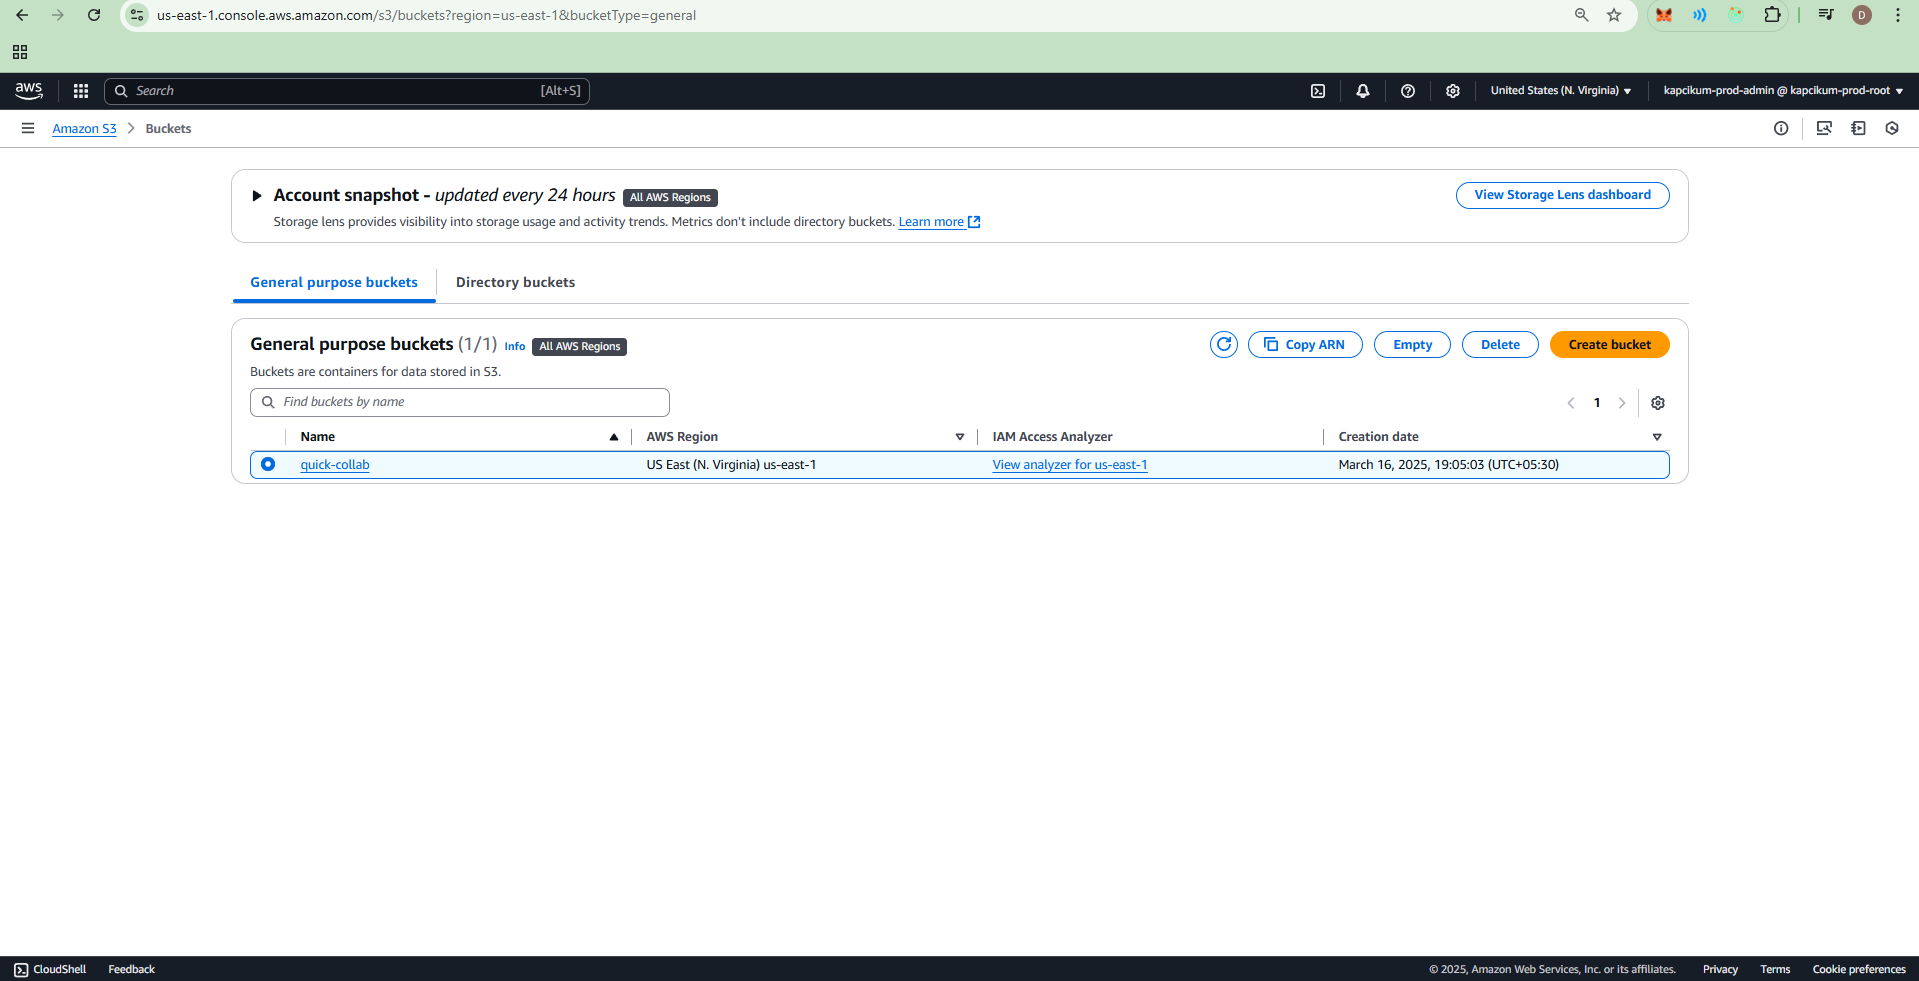 us-east-1.console.aws.amazon.com/s3/buckets?region=us-east-1&bucketType=general
D
aws
Search
[Alt+S]
United States (N. Virginia)
kapcikum-prod-admin @ kapcikum-prod-root
Amazon S3 > Buckets
Account snapshot - updated every 24 hours All AWS Regions
View Storage Lens dashboard
Storage lens provides visibility into storage usage and activity trends. Metrics don't include directory buckets. Learn more
General purpose buckets
Directory buckets
General purpose buckets (1/1) Info All AWS Regions
Copy ARN
Empty
Delete
Create bucket
Buckets are containers for data stored in S3.
Find buckets by name
1
Name
AWS Region
IAM Access Analyzer
Creation date
quick-collab
US East (N. Virginia) us-east-1
View analyzer for us-east-1
March 16, 2025, 19:05:03 (UTC+05:30)
CloudShell
Feedback
© 2025, Amazon Web Services, Inc. or its affiliates.
Privacy
Terms
Cookie preferences